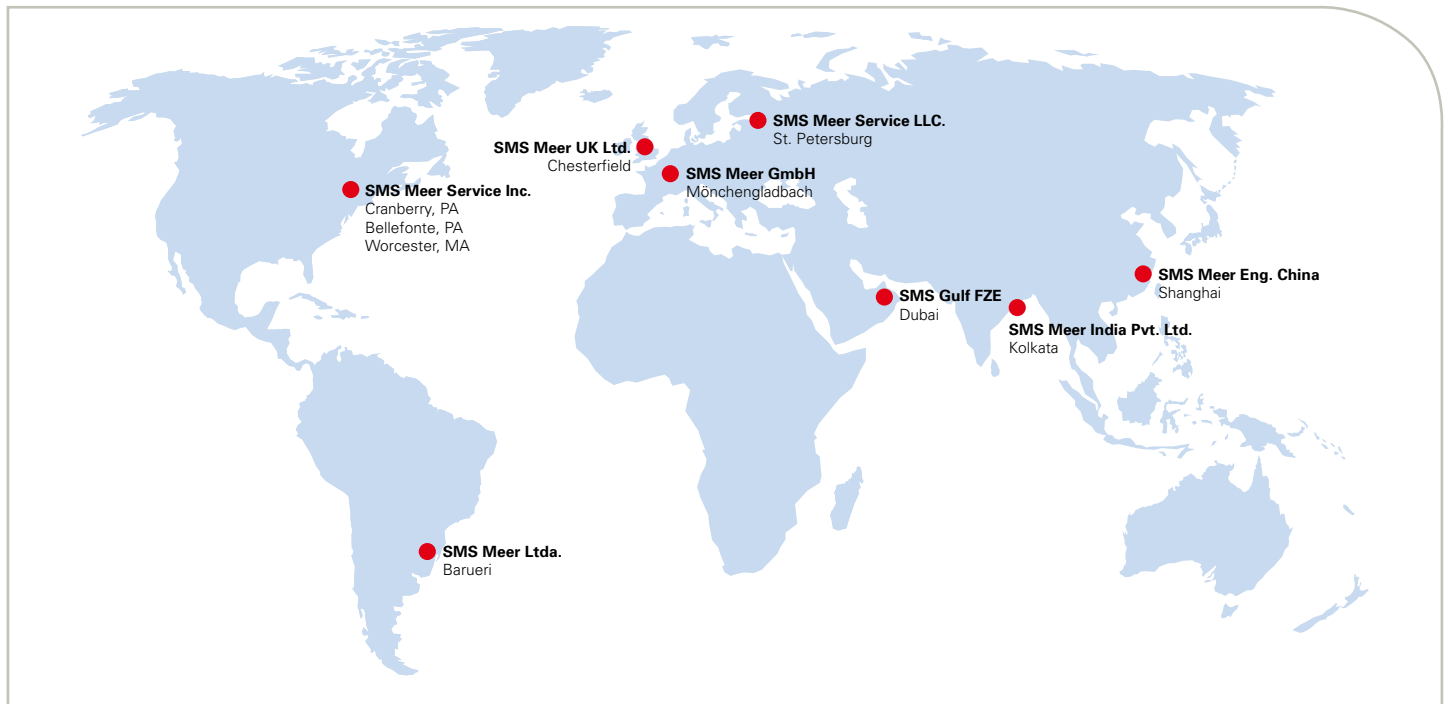 SMS Meer Service LLC.
St. Petersburg
SMS Meer UK Ltd.
Chesterfield
SMS Meer GmbH
Mönchengladbach
SMS Meer Service Inc.
Cranberry, PA
Bellefonte, PA
Worcester, MA
SMS Meer Eng. China
Shanghai
SMS Gulf FZE
Dubai
SMS Meer India Pvt. Ltd.
Kolkata
SMS Meer Ltda.
Barueri